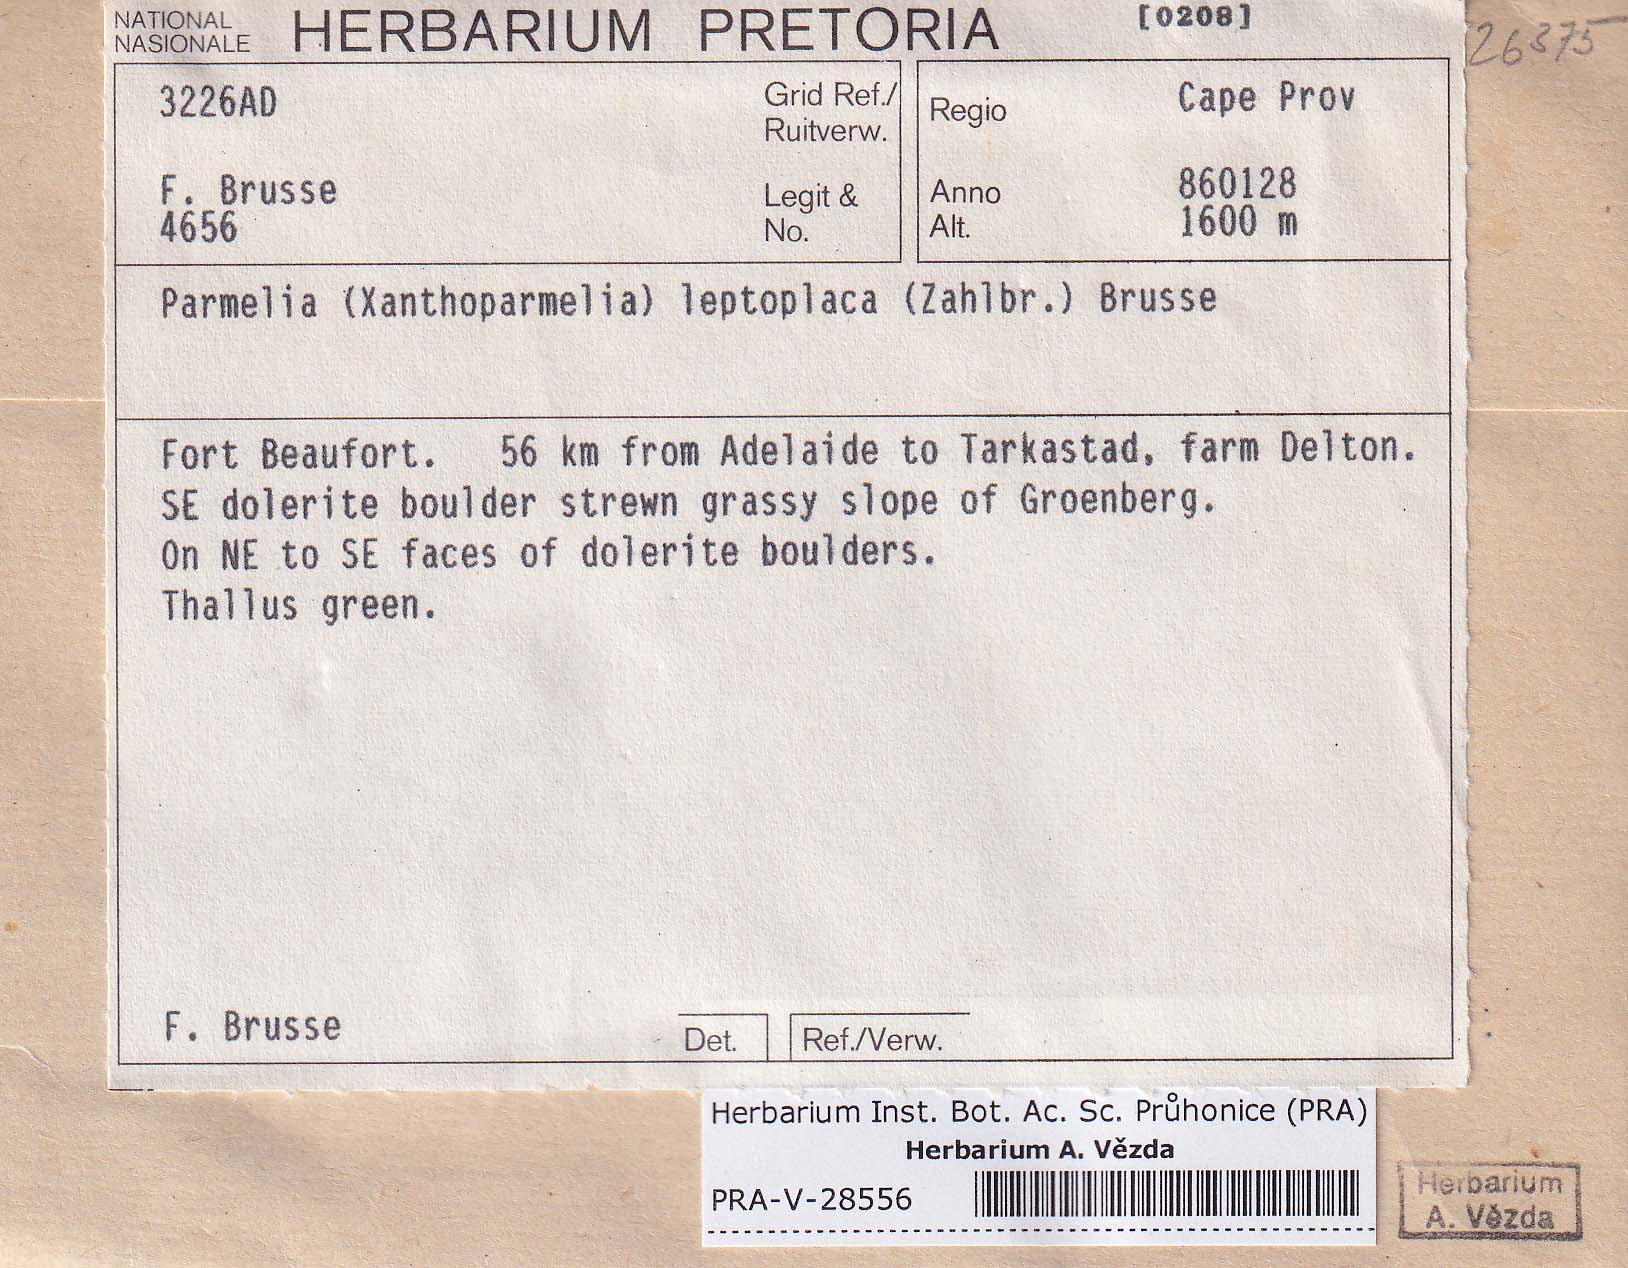 NATIONAL
NASIONALE
HERBARIUM PRETORIA
[0208]
26375
3226AD
Grid Ref./
Ruitverw.
F. Brusse
4656
Legit &
No.
Regio
Cape Prov
Anno
860128
Alt.
1600 m
Parmelia (Xanthoparmelia) leptoplaca (Zahlbr.) Brusse
Fort Beaufort. 56 km from Adelaide to Tarkastad, farm Delton.
SE dolerite boulder strewn grassy slope of Groenberg.
On NE to SE faces of dolerite boulders.
Thallus green.
F. Brusse
Det.
Ref./Verw.
Herbarium Inst. Bot. Ac. Sc. Průhonice (PRA)
Herbarium A. Vězda
PRA-V-28556
Herbarium
A. Vězda